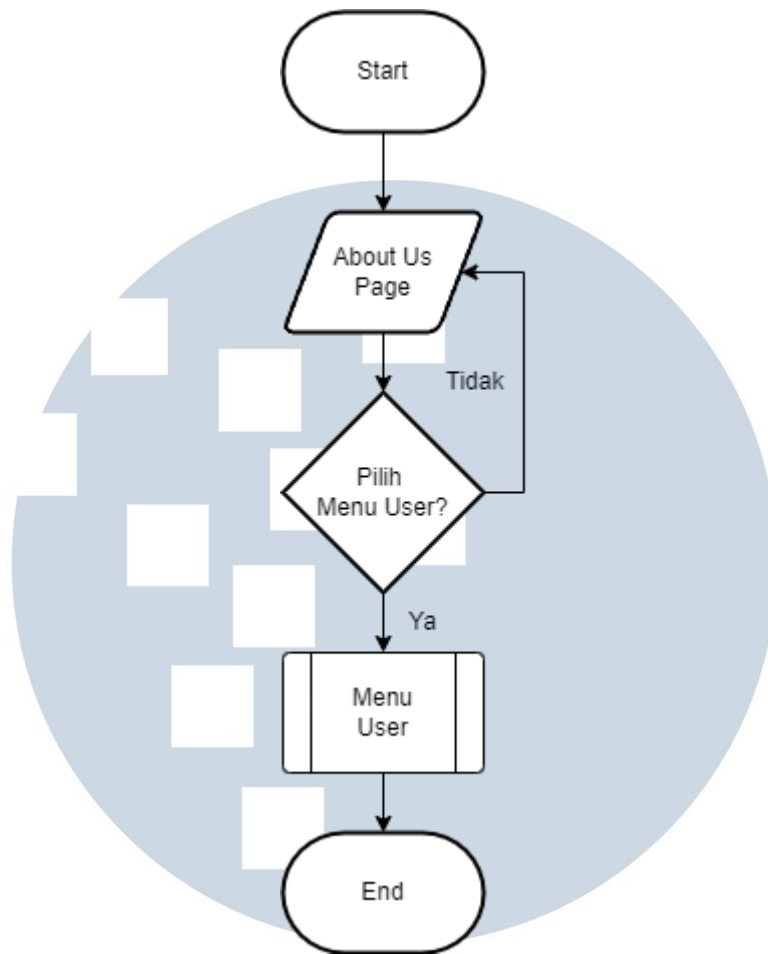 Start
About Us
Page
Tidak
Pilih
Menu User?
Ya
Menu
User
End